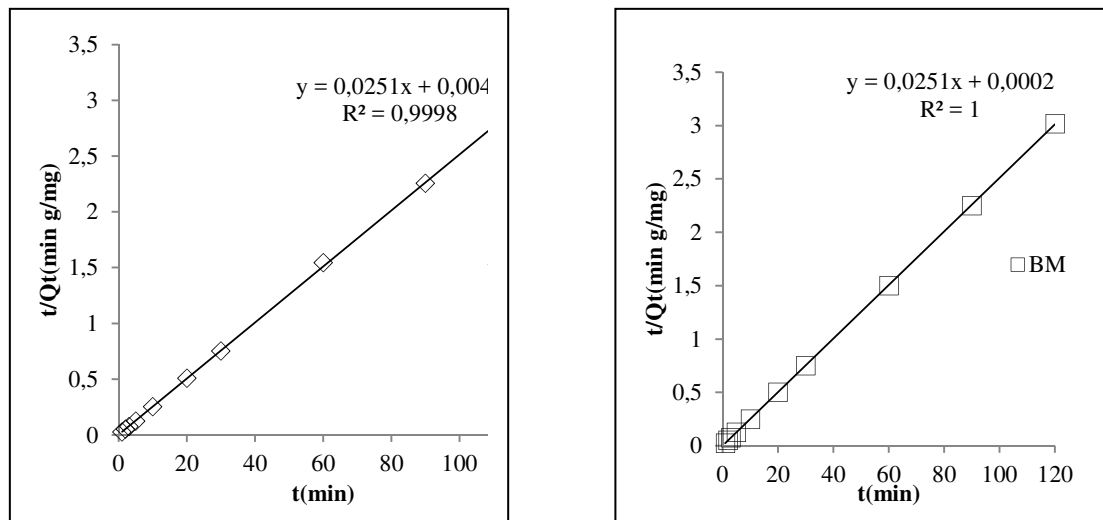 3,5
3
2,5
2
1,5
1
0,5
0
t/Qt(min g/mg)
y = 0,0251x + 0,004
R² = 0,9998
0 20 40 60 80 100
t(min)
3,5
3
2,5
2
1,5
1
0,5
0
t/Qt(min g/mg)
y = 0,0251x + 0,0002
R² = 1
BM
0 20 40 60 80 100 120
t(min)